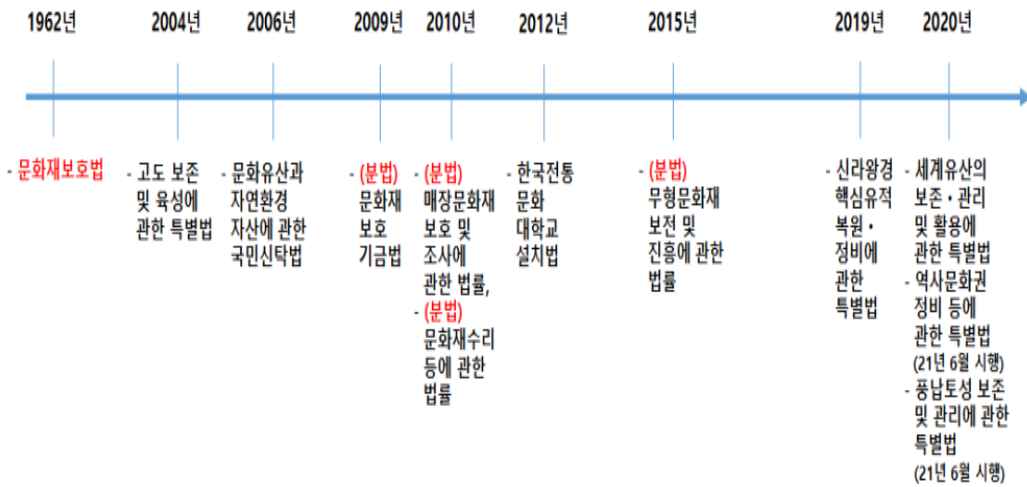 1962년
2004년
2006년
2009년
2010년
2012년
2015년
2019년
2020년
- 문화재보호법
- 고도 보존
및 육성에
관한 특별법
- 문화유산과
자연환경
자산에 관한
국민신탁법
- (분법)
문화재
보호
기금법
- (분법)
매장문화재
보호 및
조사에
관한 법률,
- (분법)
문화재수리
등에 관한
법률
- 한국전통
문화
대학교
설치법
- (분법)
무형문화재
보전 및
진흥에 관한
법률
- 신라왕경
핵심유적
복원・
정비에
관한
특별법
- 세계유산의
보존・관리
및 활용에
관한 특별법
- 역사문화권
정비 등에
관한 특별법
(21년 6월 시행)
- 풍납토성 보존
및 관리에 관한
특별법
(21년 6월 시행)